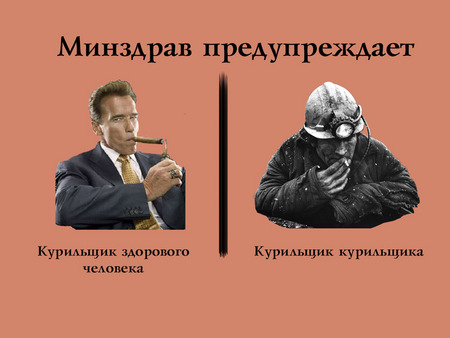 Минздрав предупреждает
Курильщик здорового
человека
Курильщик курильщика